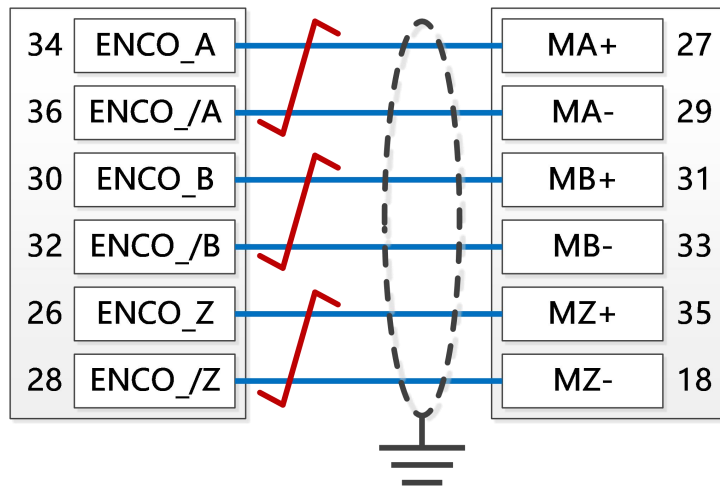 34 ENCO_A MA+ 27
36 ENCO_/A MA- 29
30 ENCO_B MB+ 31
32 ENCO_/B MB- 33
26 ENCO_Z MZ+ 35
28 ENCO_/Z MZ- 18